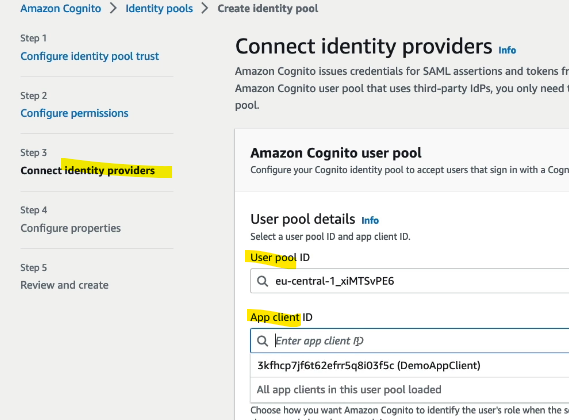 Amazon Cognito > Identity pools > Create identity pool
Step 1
Configure identity pool trust
Step 2
Configure permissions
Step 3
Connect identity providers
Step 4
Configure properties
Step 5
Review and create
Connect identity providers Info
Amazon Cognito issues credentials for SAML assertions and tokens
Amazon Cognito user pool that uses third-party IdPs, you only need
pool.
Amazon Cognito user pool
Configure your Cognito identity pool to accept users that sign in with a
User pool details Info
Select a user pool ID and app client ID.
User pool ID
eu-central-1_xiMTSvPE6
App client ID
Enter app client ID
3kfhcp7jf6t62efrr5q8i03f5c (DemoAppClient)
All app clients in this user pool loaded
Choose how you want Amazon Cognito to identify the user's role when the